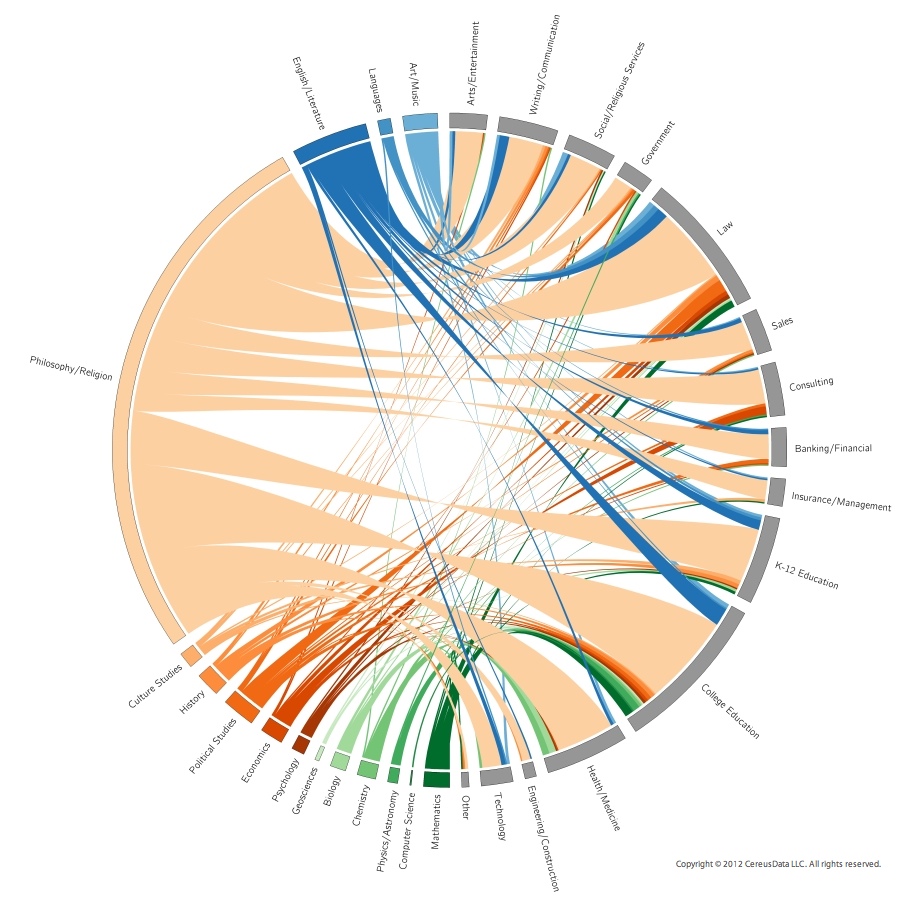 English/Literature
Languages
Art/Music
Arts/Entertainment
Writing/Communication
Social/Religious Services
Government
Law
Sales
Consulting
Banking/Financial
Insurance/Management
K-12 Education
College Education
Health/Medicine
Engineering/Construction
Technology
Other
Mathematics
Computer Science
Physics/Astronomy
Chemistry
Biology
Geosciences
Psychology
Economics
Political Studies
History
Culture Studies
Philosophy/Religion
Copyright © 2012 CereusData LLC. All rights reserved.